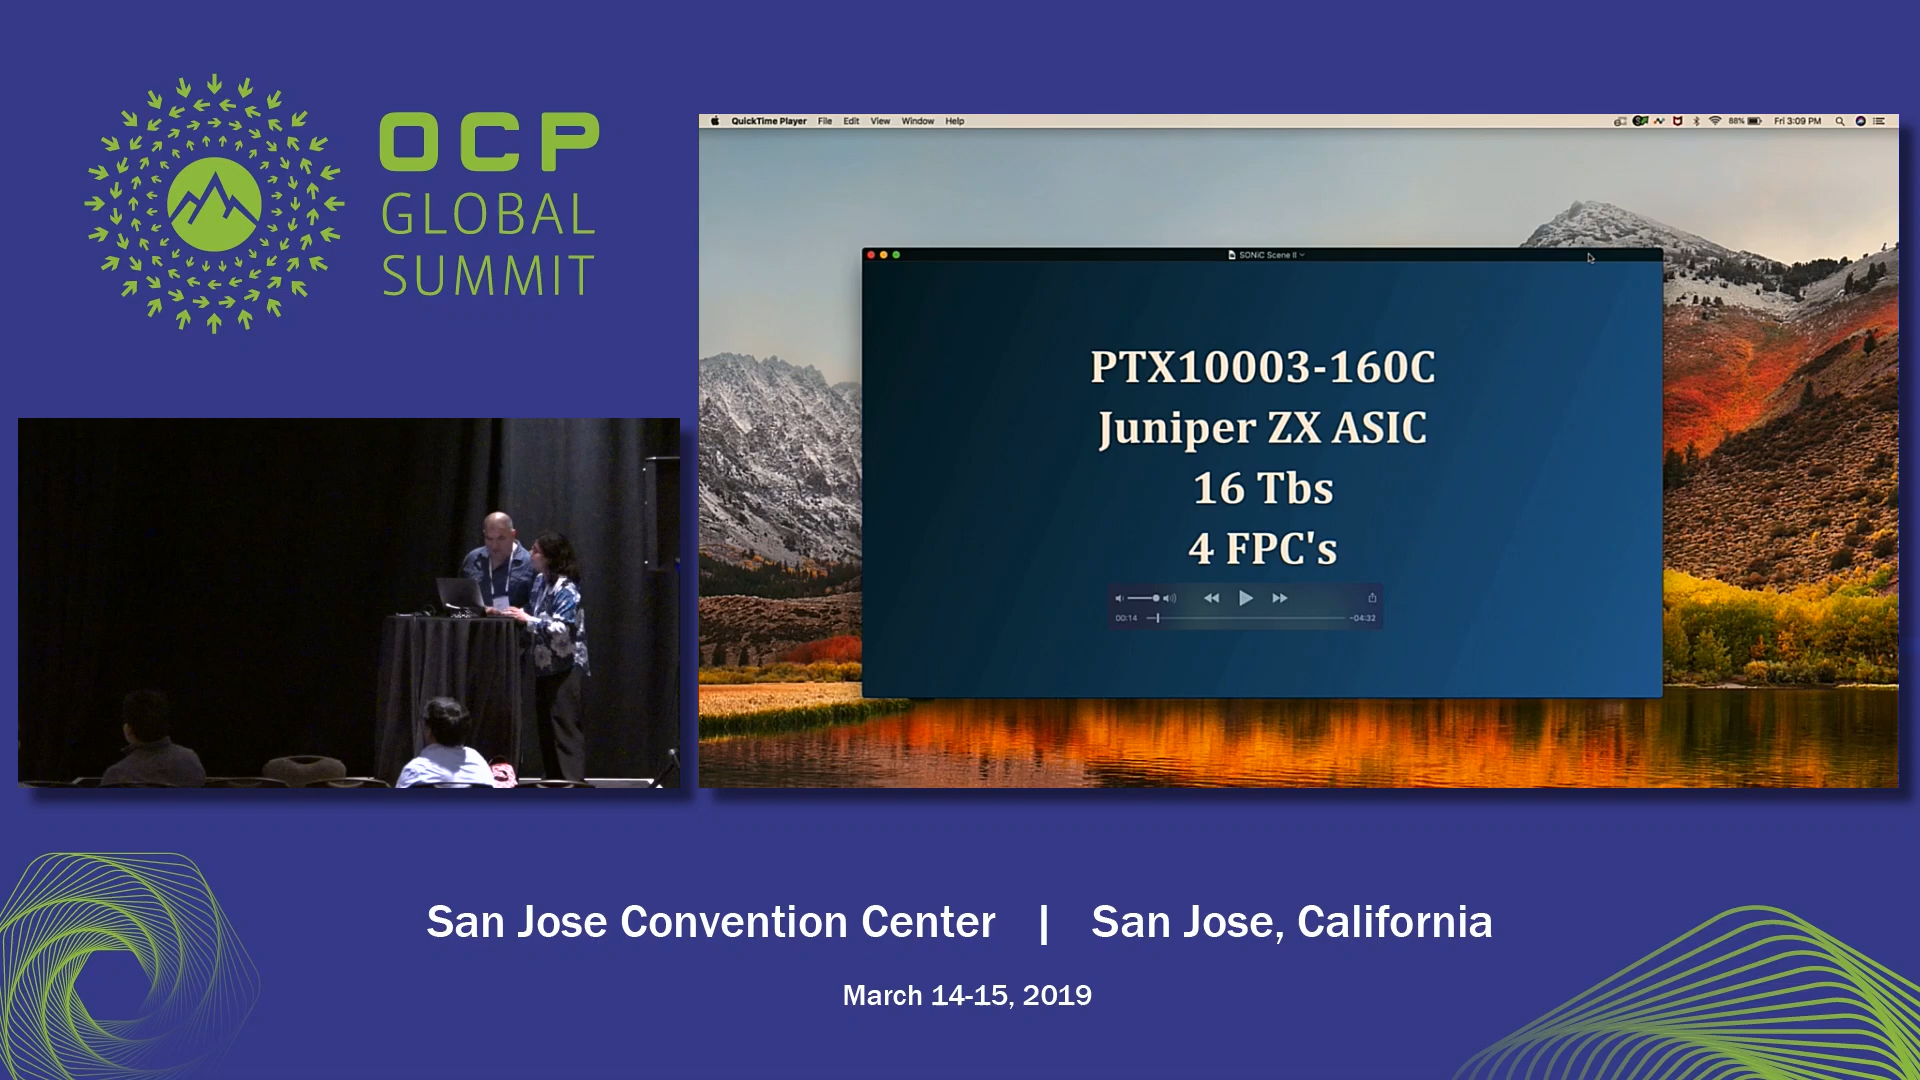 OCP
GLOBAL
SUMMIT
QuickTime Player File Edit View Window Help
88% Fri 3:09 PM
SONiC Scene II
PTX10003-160C
Juniper ZX ASIC
16 Tbs
4 FPC's
00:14
-04:32
San Jose Convention Center | San Jose, California
March 14-15, 2019